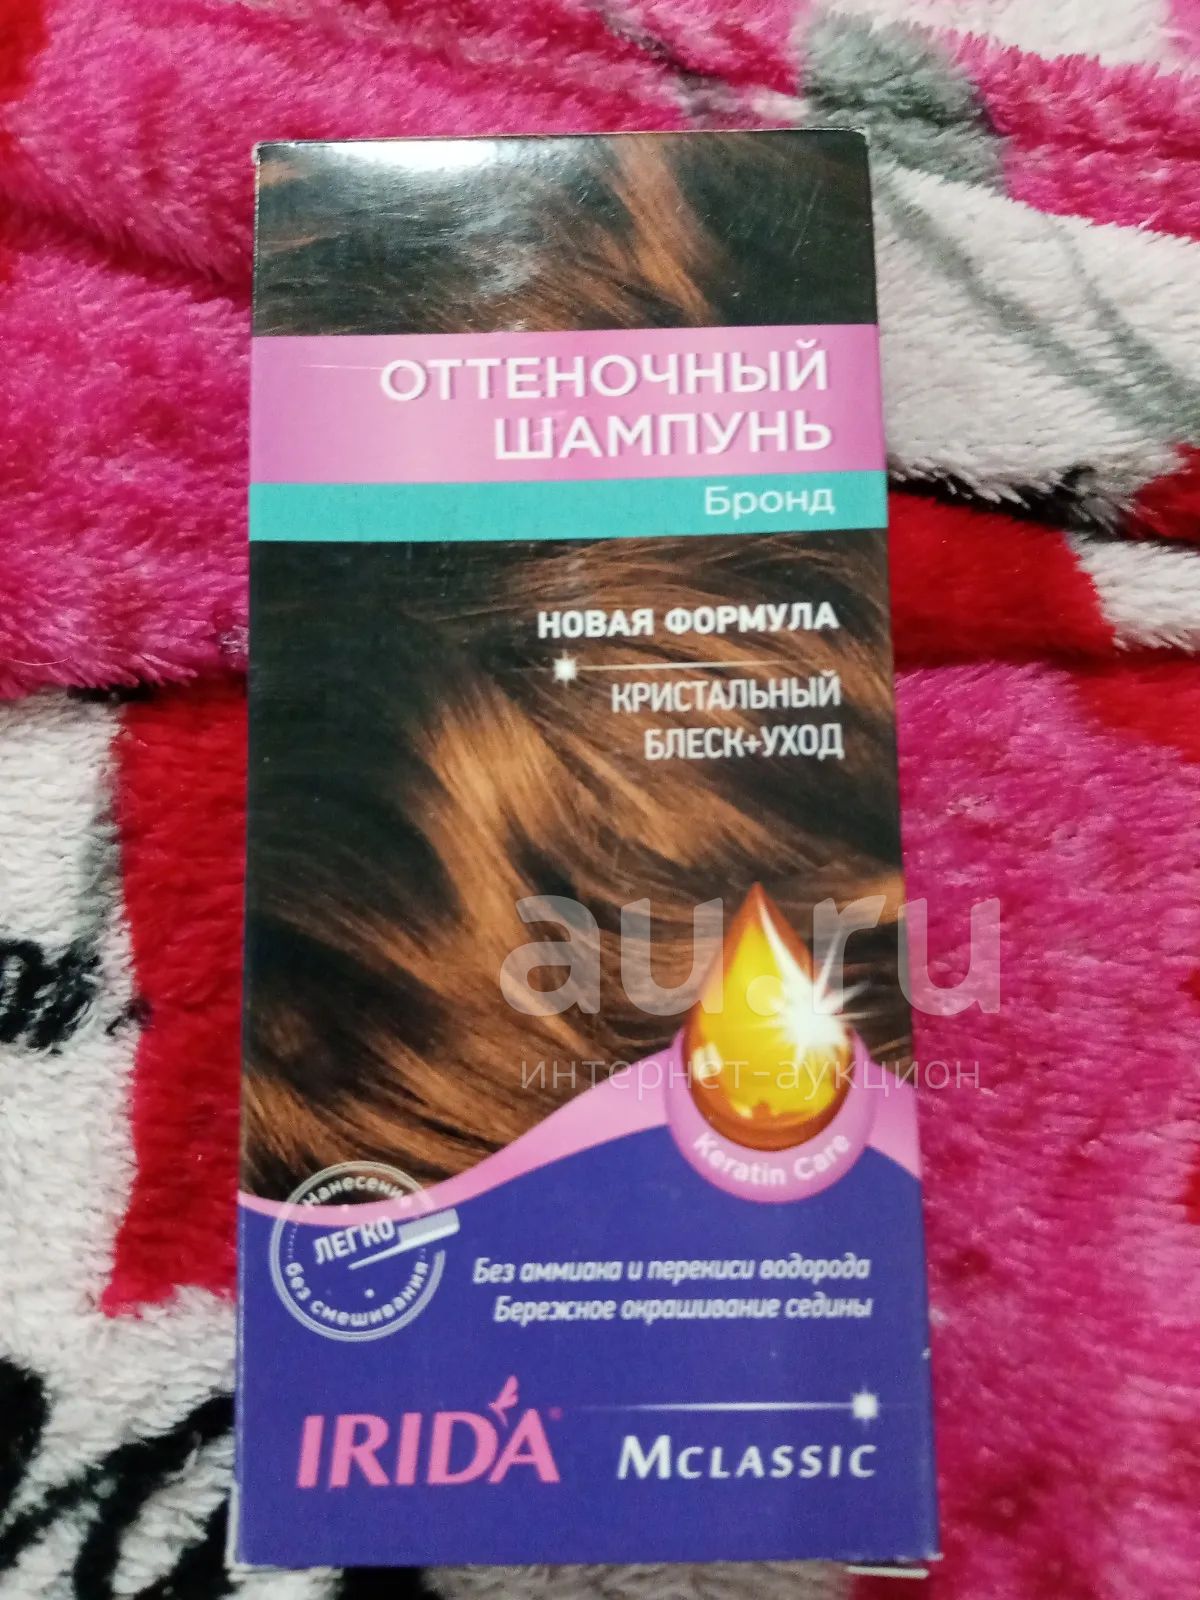 ОТТЕНОЧНЫЙ
ШАМПУНЬ
Бронд
НОВАЯ ФОРМУЛА
КРИСТАЛЬНЫЙ
БЛЕСК+УХОД
au.ru
интернет-аукцион
Keratin Care
Нанесение
ЛЕГКО
без смешивания
Без аммиака и перекиси водорода
Бережное окрашивание седины
IRIDA®
MCLASSIC